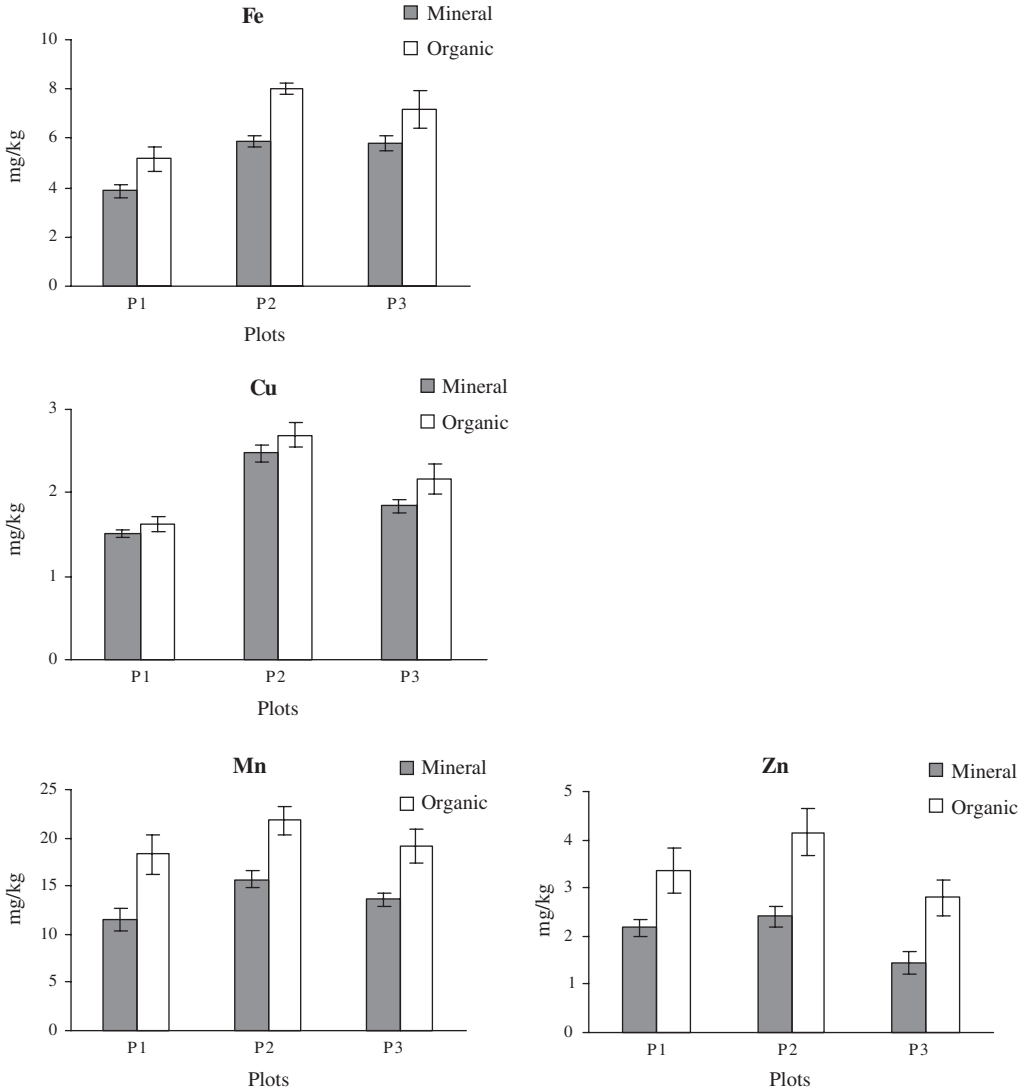 Fe
Mineral
Organic
10
8
6
4
2
0
mg/kg
P1 P2 P3
Plots
Cu
Mineral
Organic
3
2
1
0
mg/kg
P1 P2 P3
Plots
Mn
Mineral
Organic
25
20
15
10
5
0
mg/kg
P1 P2 P3
Plots
Zn
Mineral
Organic
5
4
3
2
1
0
mg/kg
P1 P2 P3
Plots